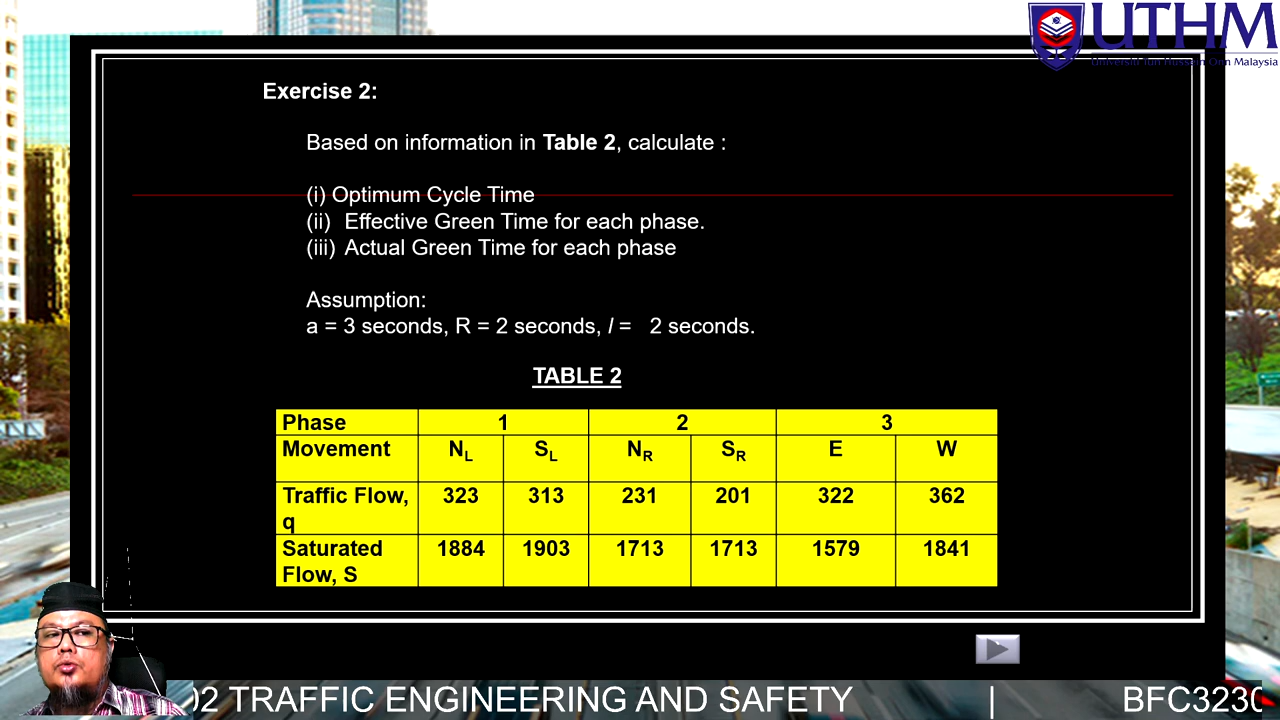 UTHM
Universiti Tun Hussein Onn Malaysia
Exercise 2:
Based on information in Table 2, calculate :
(i) Optimum Cycle Time
(ii) Effective Green Time for each phase.
(iii) Actual Green Time for each phase
Assumption:
a = 3 seconds, R = 2 seconds, l = 2 seconds.
TABLE 2
Phase 1 2 3
Movement NL SL NR SR E W
Traffic Flow, q 323 313 231 201 322 362
Saturated Flow, S 1884 1903 1713 1713 1579 1841
02 TRAFFIC ENGINEERING AND SAFETY | BFC3230